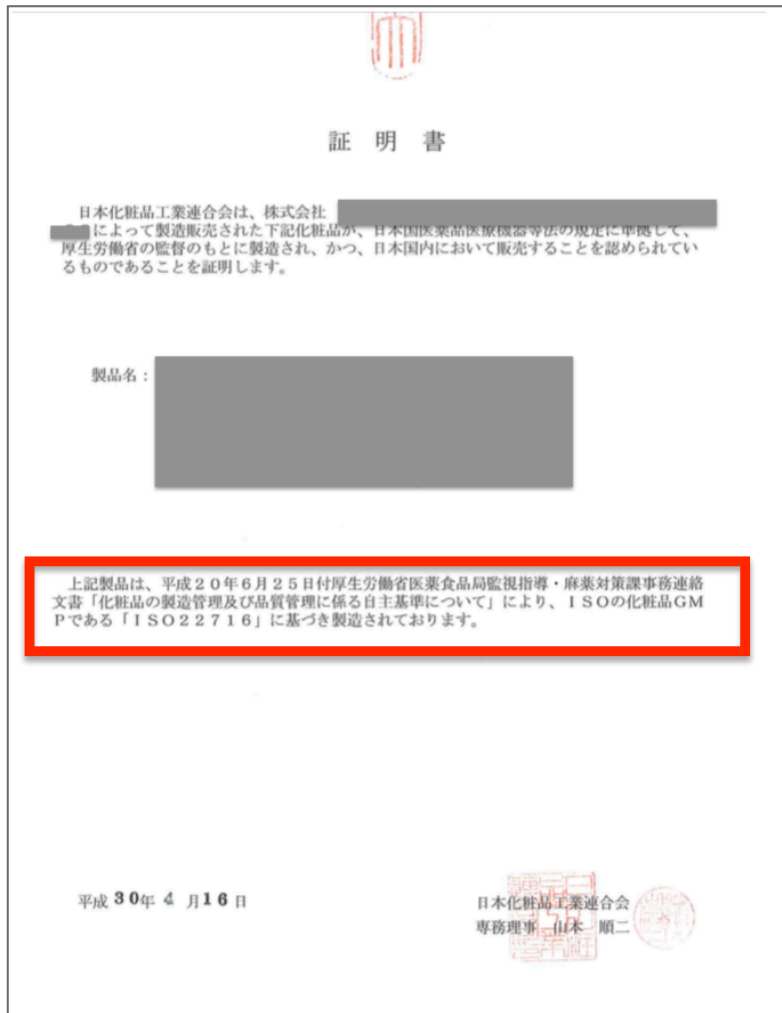 証明書
日本化粧品工業連合会は、株式会社
によって製造販売された下記化粧品が、日本国医薬品医療機器等法の規定に準拠して、
厚生労働省の監督のもとに製造され、かつ、日本国内において販売することを認められてい
るものであることを証明します。
製品名：
上記製品は、平成20年6月25日付厚生労働省医薬食品局監視指導・麻薬対策課事務連絡
文書「化粧品の製造管理及び品質管理に係る自主基準について」により、ISOの化粧品GM
Pである「ISO22716」に基づき製造されております。
平成30年4月16日
日本化粧品工業連合会
専務理事 山本 順二